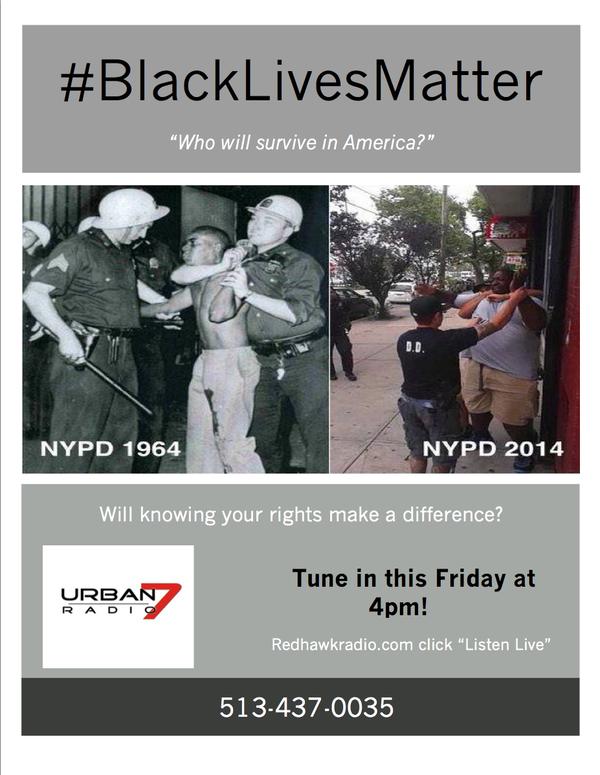 #BlackLivesMatter
“Who will survive in America?”
NYPD 1964
D.D.
NYPD 2014
Will knowing your rights make a difference?
URBAN 7
RADIO
Tune in this Friday at
4pm!
Redhawkradio.com click “Listen Live”
513-437-0035